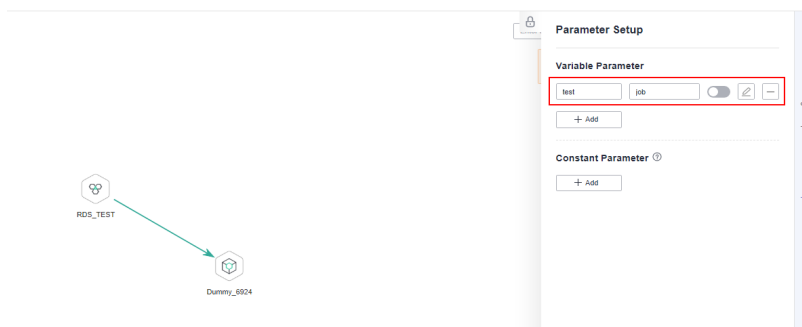 Parameter Setup
Variable Parameter
test job
+ Add
Constant Parameter
+ Add
RDS_TEST
Dummy_6924